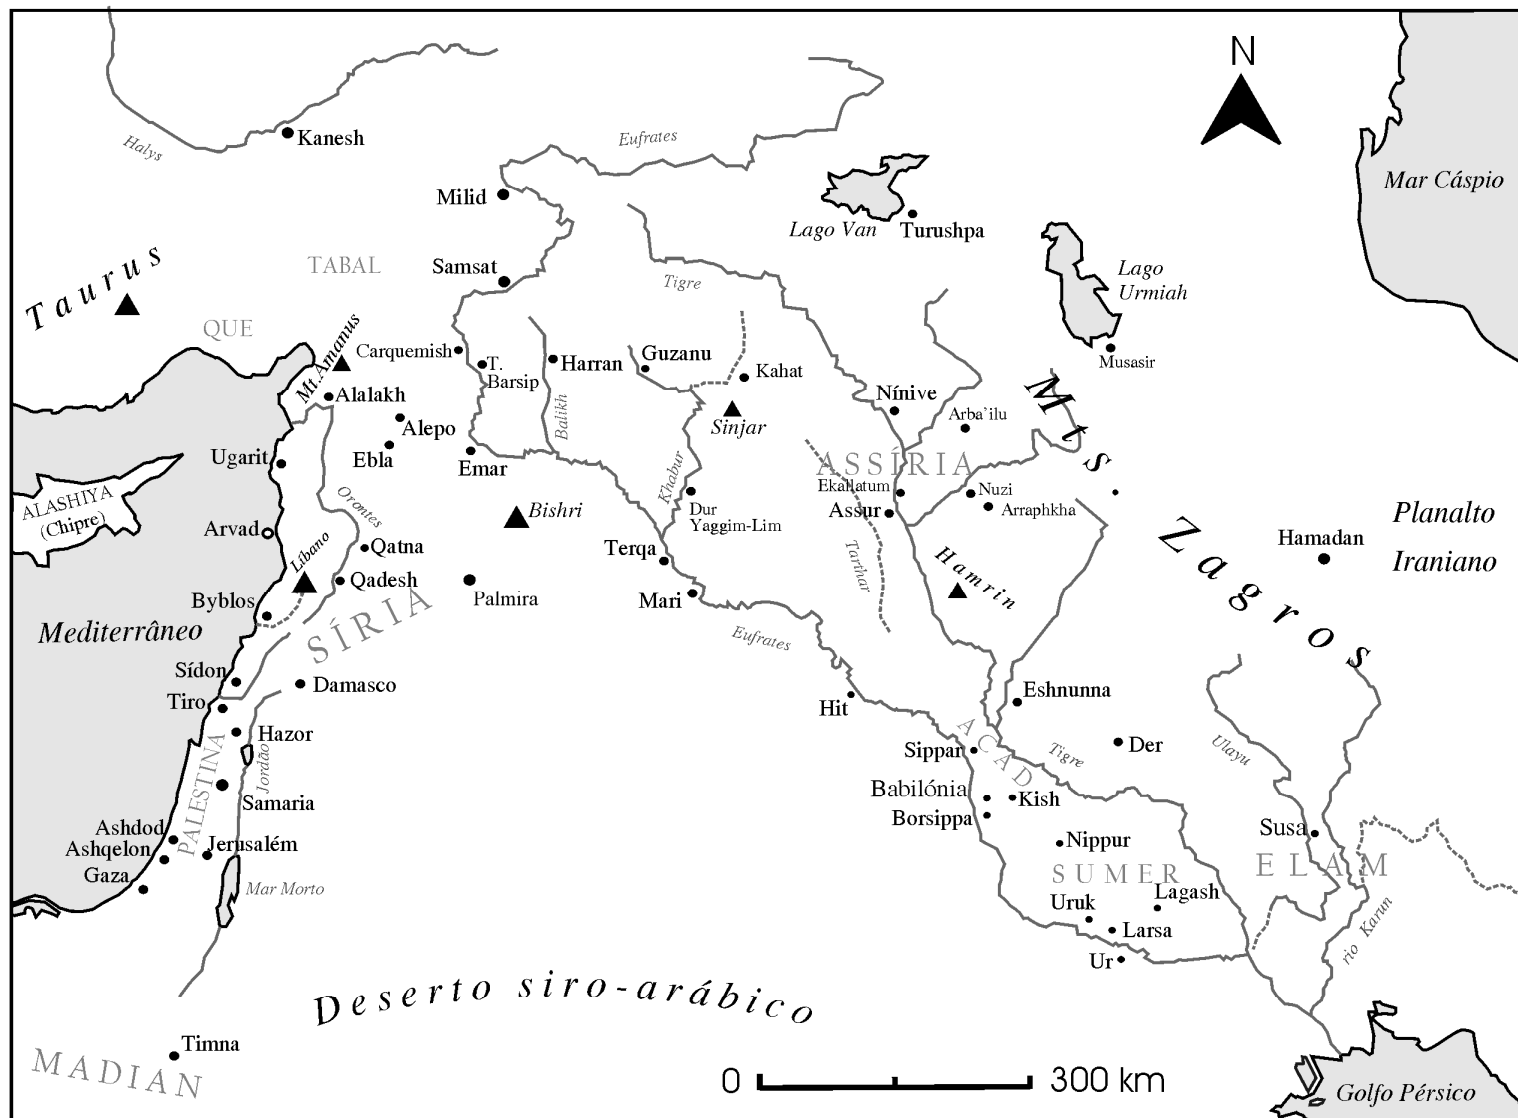 N
Halys
Kanesh
Eufrates
Mar Cáspio
Milid
Lago Van
Turushpa
Taurus
TABAL
Samsat
Tigre
Lago
Urmiah
QUE
Mt.Amanus
Carquemish
T.
Barsip
Harran
Guzanu
Kahat
Musasir
Alalakh
Balikh
Sinjar
Nínive
Arba’ilu
Mts.
Alepo
Ebla
Ugarit
Emar
Khabur
ASSÍRIA
Ekallatum
Nuzi
ALASHIYA
(Chipre)
Orontes
Bishri
Dur
Yaggim-Lim
Assur
Arraphkha
Zagros
Planalto
Iraniano
Arvad
Líbano
Qatna
Terqa
Tarthar
Hamrin
Hamadan
Qadesh
Palmira
Mari
Byblos
Mediterrâneo
SÍRIA
Eufrates
Sídon
Damasco
Tiro
Hit
Eshnunna
Hazor
Jordão
PALESTINA
ACAD
Sippar
Tigre
Der
Ulayu
Samaria
Babilónia
Kish
Borsippa
Ashdod
Ashqelon
Jerusalém
Nippur
Susa
Gaza
Mar Morto
SUMER
ELAM
Uruk
Lagash
Larsa
rio Karun
Ur
Deserto siro-arábico
Timna
MADIAN
0
300 km
Golfo Pérsico